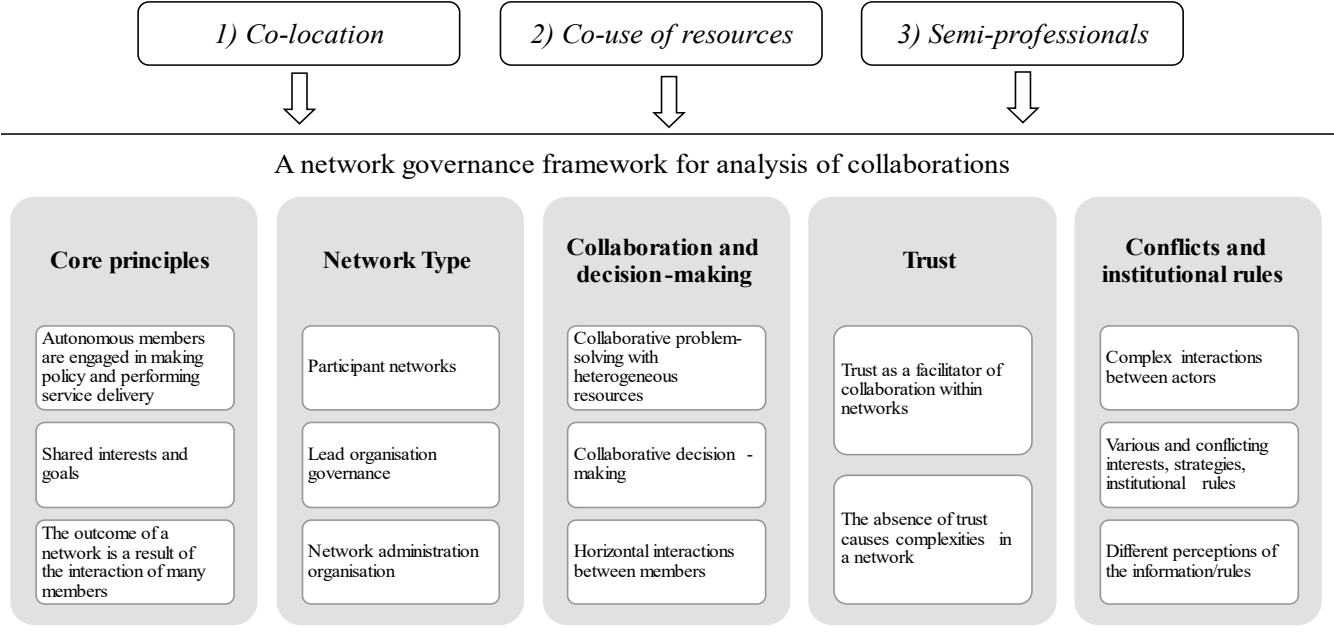 1) Co-location
2) Co-use of resources
3) Semi-professionals
A network governance framework for analysis of collaborations
Core principles
Autonomous members
are engaged in making
policy and performing
service delivery
Shared interests and
goals
The outcome of a
network is a result of
the interaction of many
members
Network Type
Participant networks
Lead organisation
governance
Network administration
organisation
Collaboration and
decision-making
Collaborative problem-
solving with
heterogeneous
resources
Collaborative decision -
making
Horizontal interactions
between members
Trust
Trust as a facilitator of
collaboration within
networks
The absence of trust
causes complexities in
a network
Conflicts and
institutional rules
Complex interactions
between actors
Various and conflicting
interests, strategies,
institutional rules
Different perceptions of
the information/rules